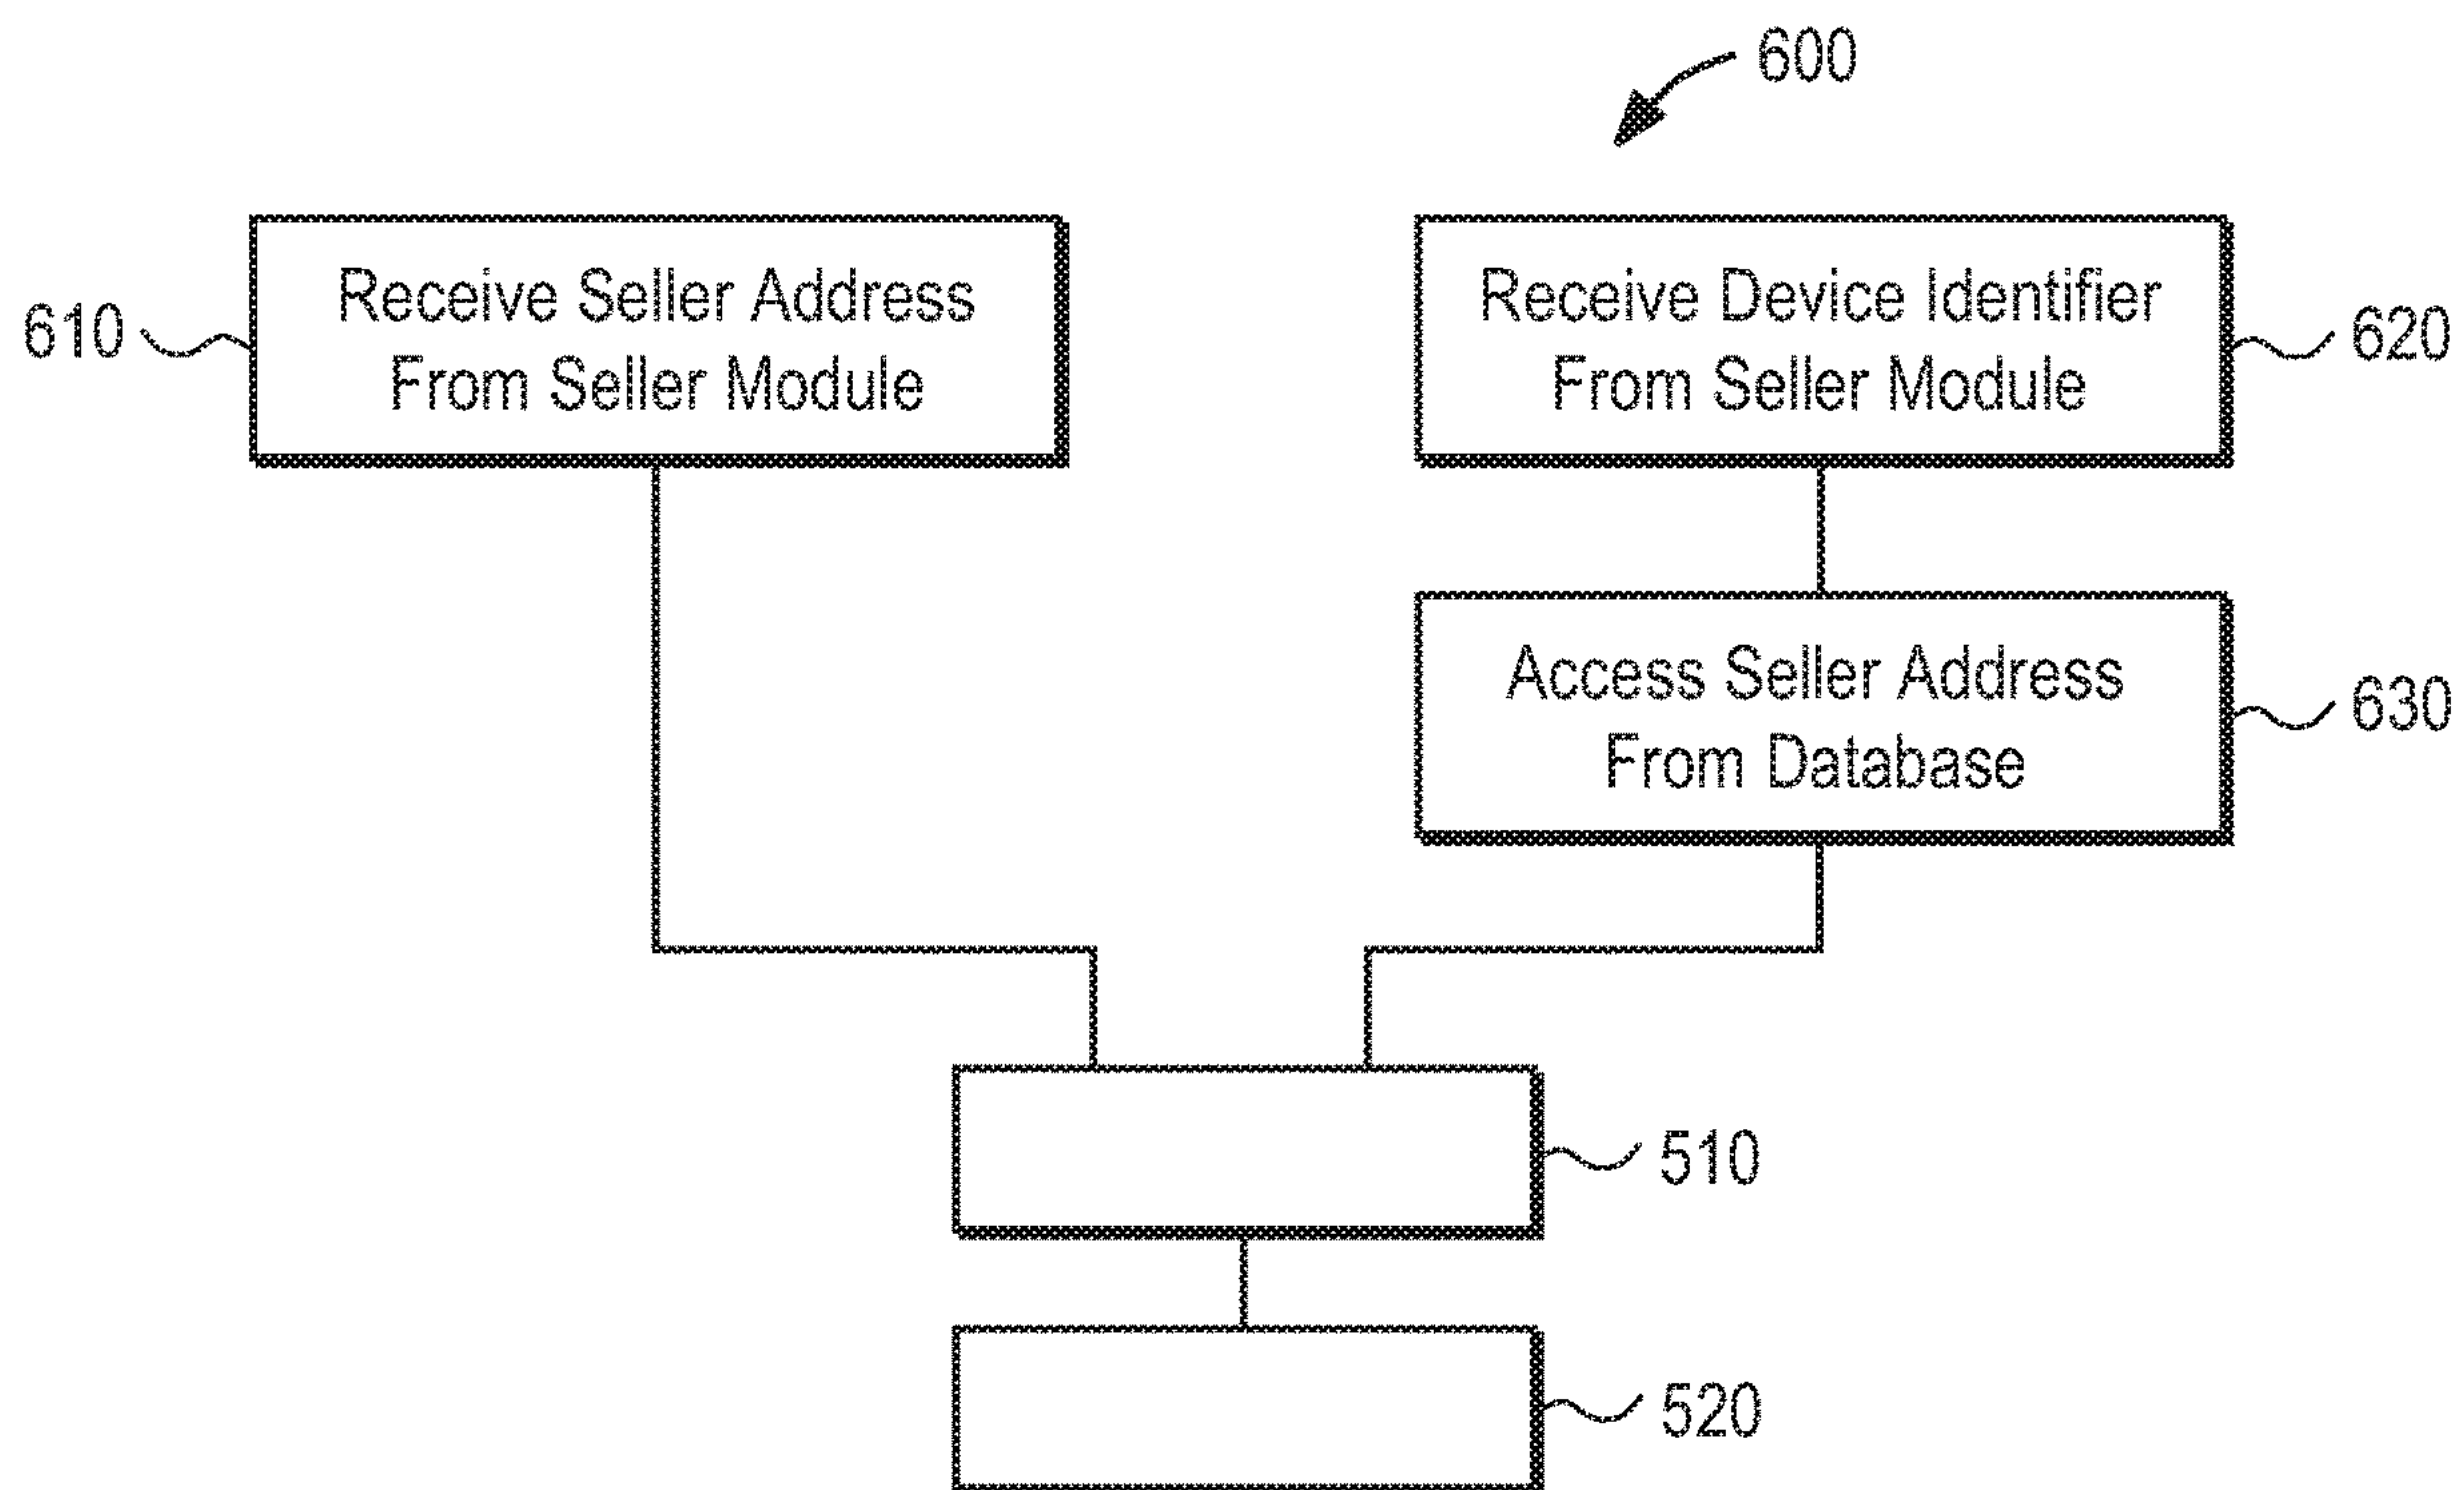 600
610
Receive Seller Address
From Seller Module
Receive Device Identifier
From Seller Module
620
Access Seller Address
From Database
630
510
520